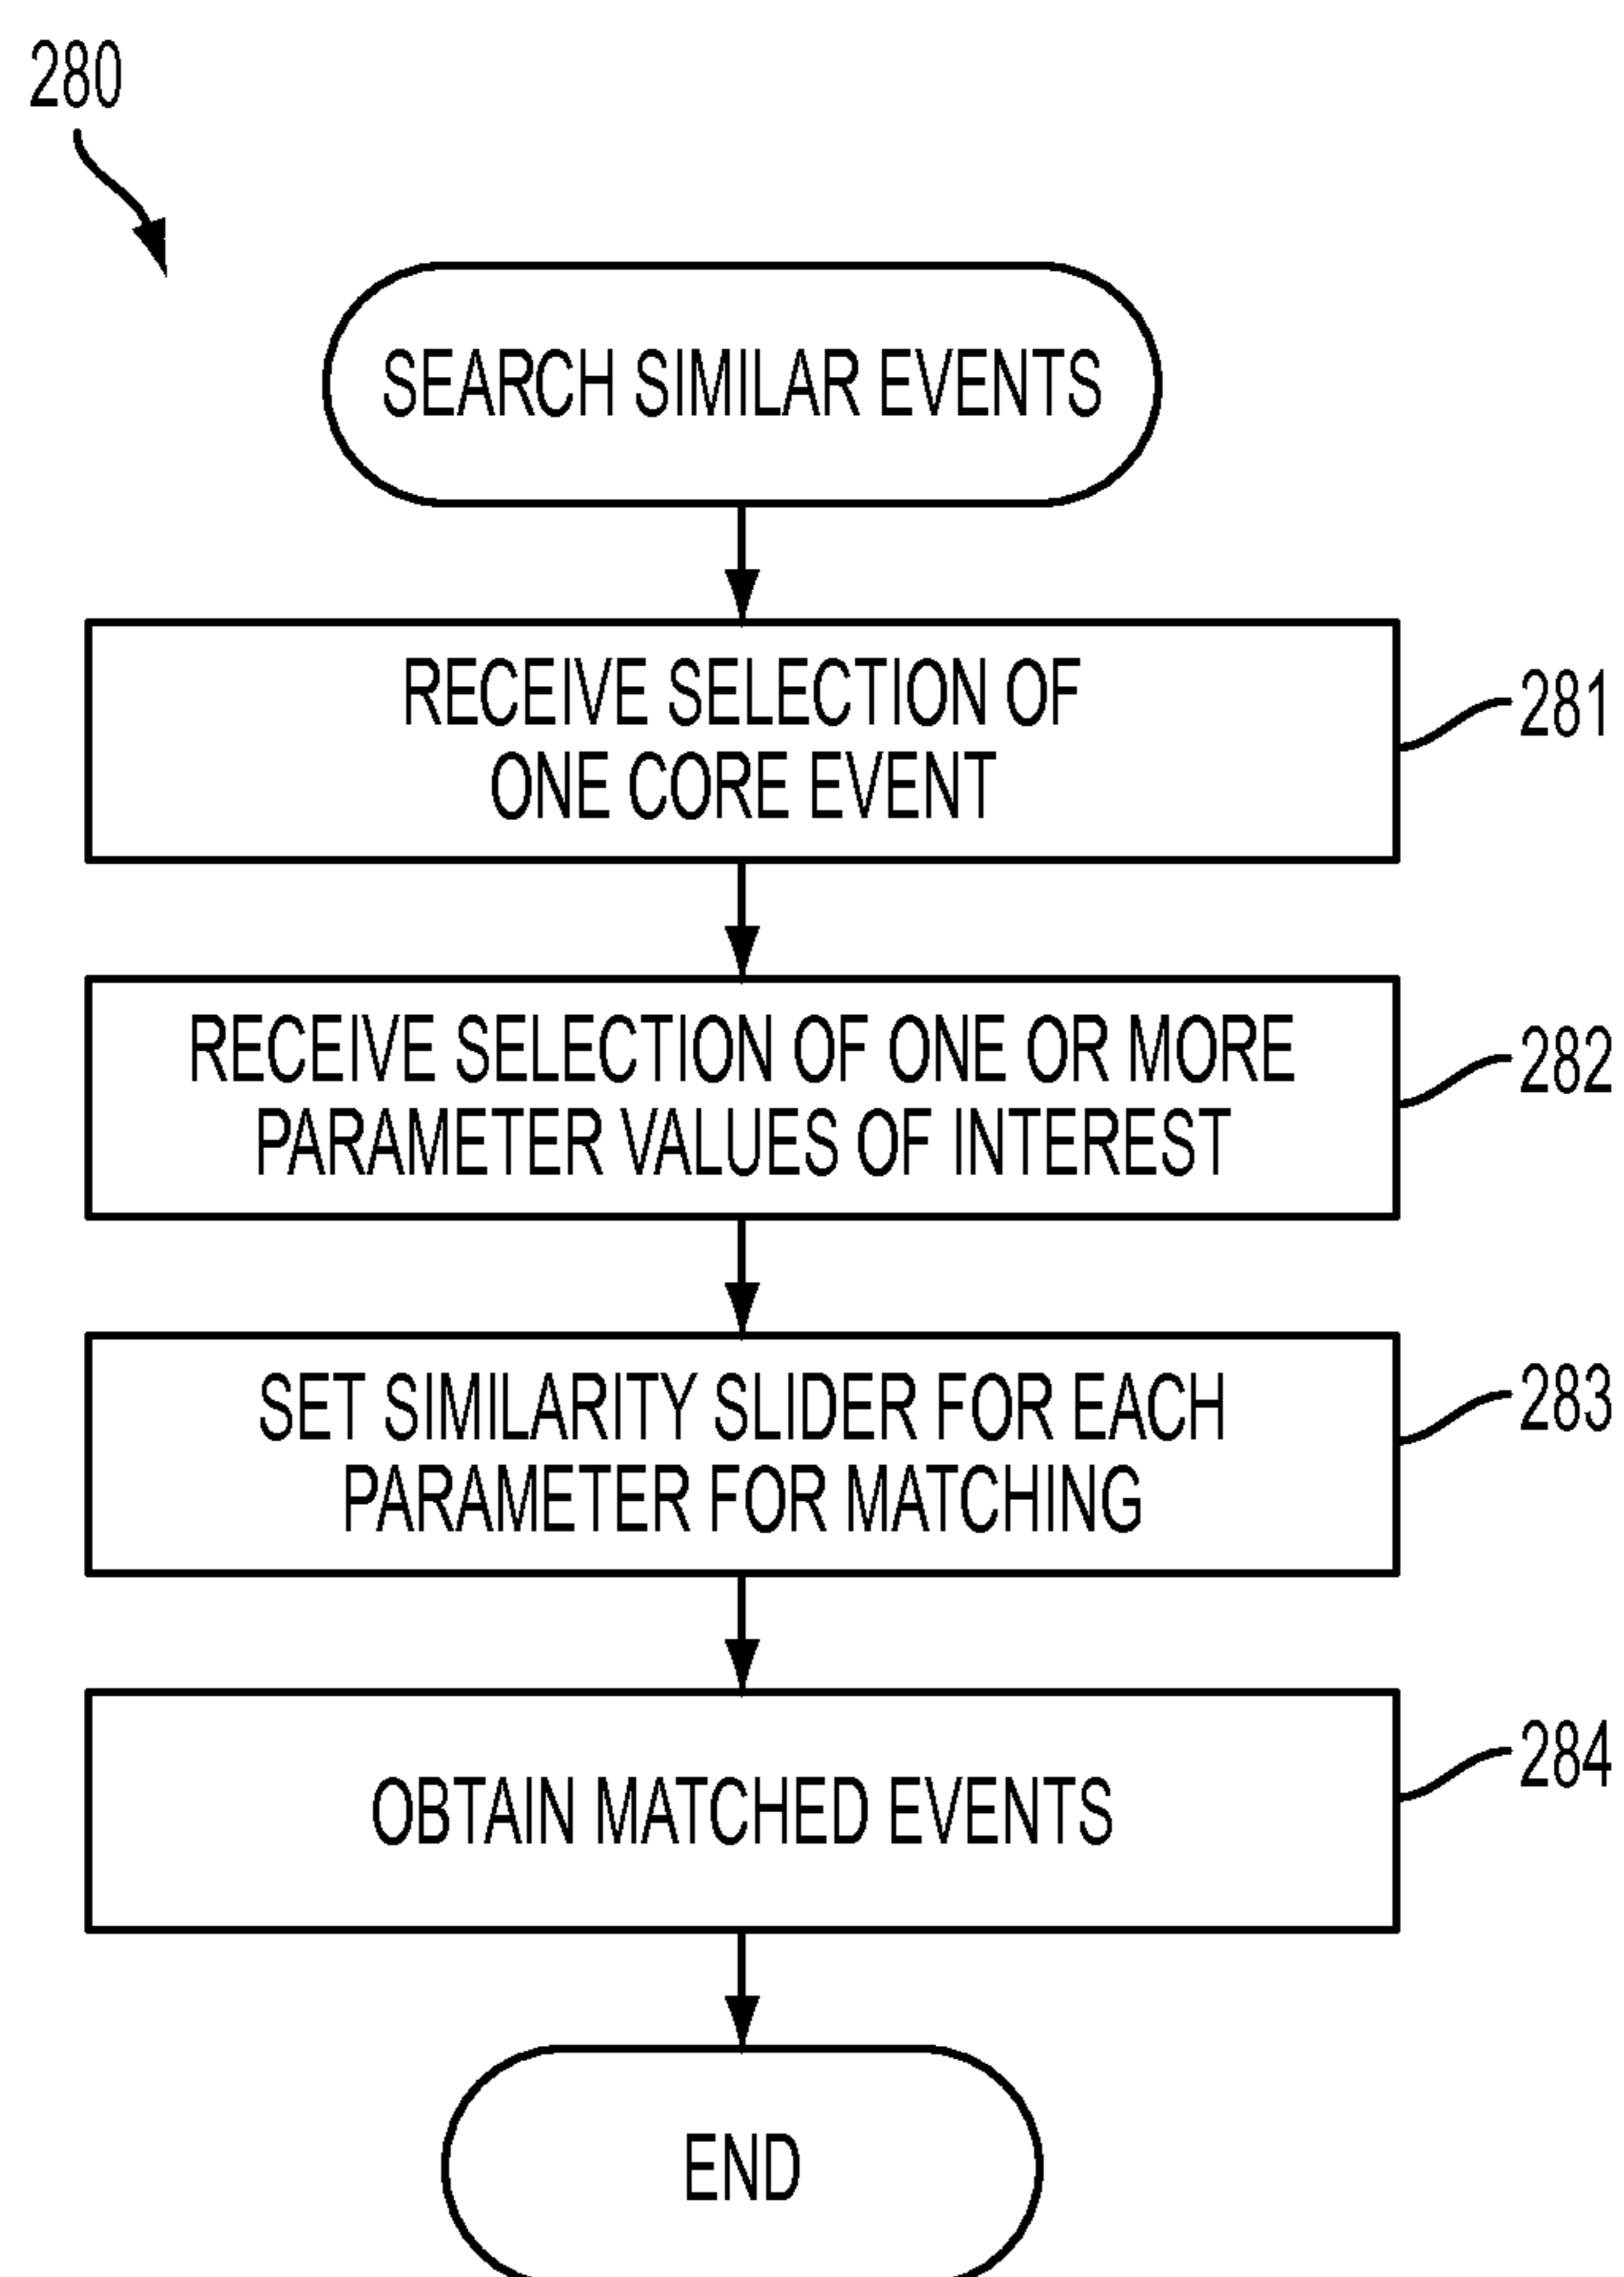 280
SEARCH SIMILAR EVENTS
RECEIVE SELECTION OF
ONE CORE EVENT
281
RECEIVE SELECTION OF ONE OR MORE
PARAMETER VALUES OF INTEREST
282
SET SIMILARITY SLIDER FOR EACH
PARAMETER FOR MATCHING
283
OBTAIN MATCHED EVENTS
284
END